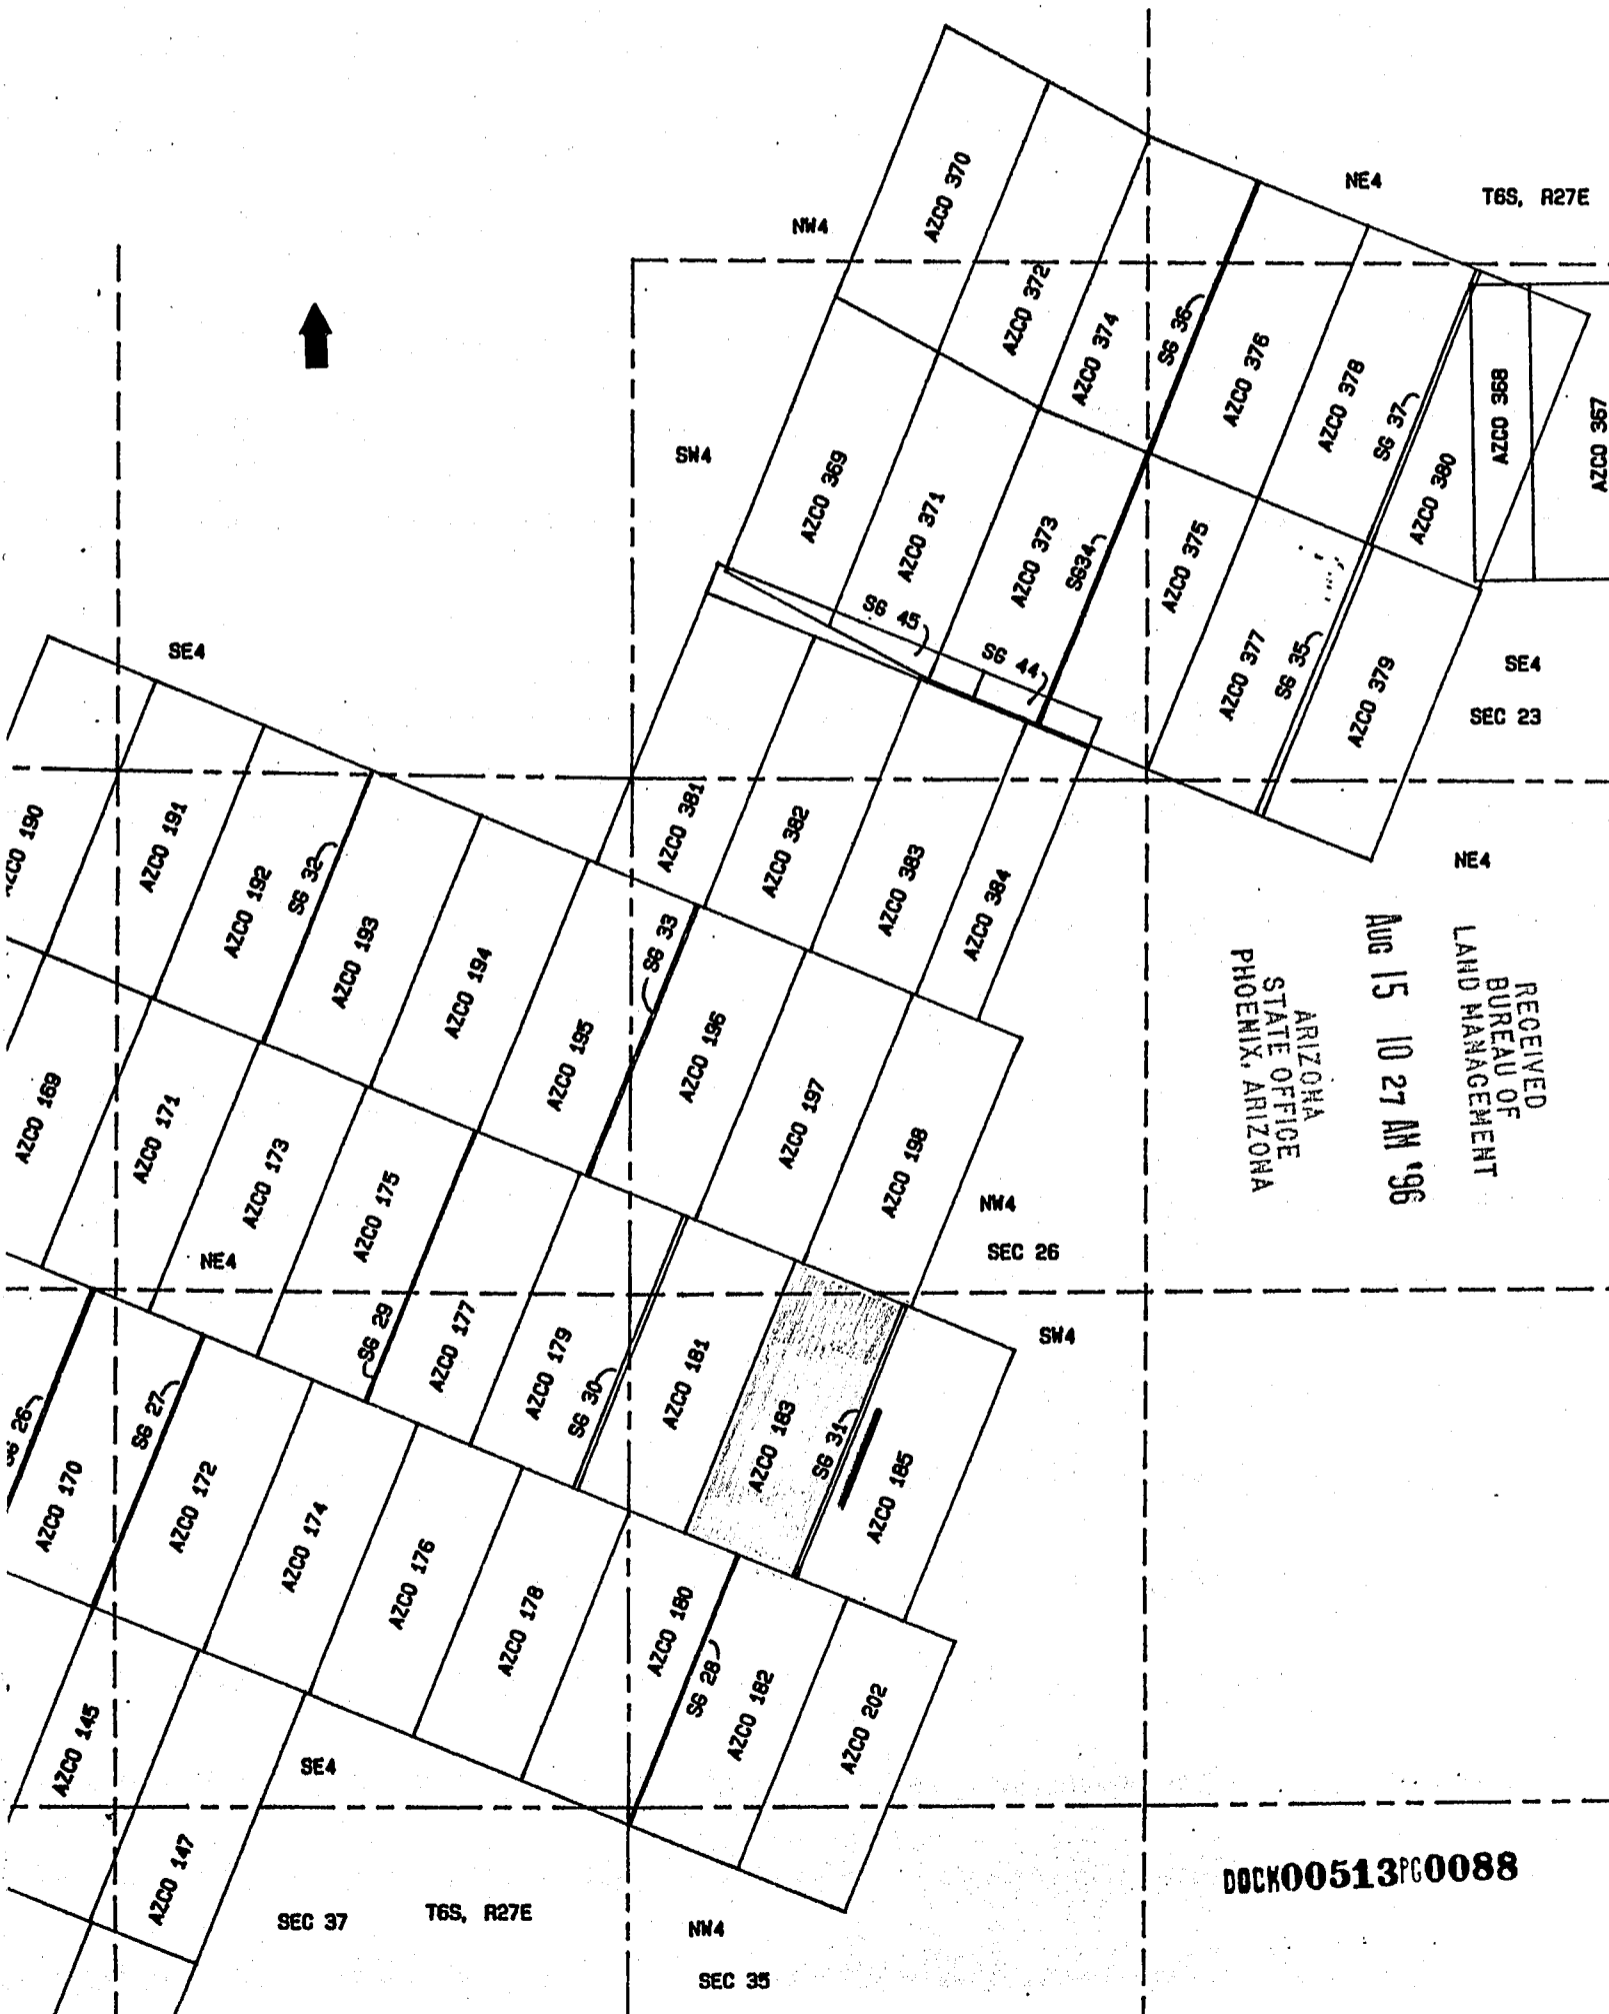 NE4
T6S, R27E
NW4
AZCO 370
AZCO 372
AZCO 374
SG 36
AZCO 376
AZCO 378
SG 37
AZCO 380
AZCO 368
AZCO 367
SW4
AZCO 369
AZCO 371
AZCO 373
SG34
AZCO 375
AZCO 377
SG 35
AZCO 379
SG 45
SG 44
SE4
SEC 23
SE4
AZCO 190
AZCO 191
AZCO 192
SG 32
AZCO 193
AZCO 194
AZCO 195
SG 33
AZCO 381
AZCO 382
AZCO 383
AZCO 384
NE4
RECEIVED
BUREAU OF
LAND MANAGEMENT
AUG 15 10 27 AM '96
ARIZONA
STATE OFFICE
PHOENIX, ARIZONA
AZCO 196
AZCO 197
AZCO 198
NW4
SEC 26
AZCO 169
AZCO 171
AZCO 173
AZCO 175
NE4
SG 29
AZCO 177
AZCO 179
SG 30
AZCO 181
AZCO 183
SG 31
AZCO 185
SW4
SG 26
AZCO 170
SG 27
AZCO 172
AZCO 174
AZCO 176
AZCO 178
AZCO 180
SG 28
AZCO 182
AZCO 202
AZCO 145
SE4
AZCO 147
SEC 37
T6S, R27E
NW4
SEC 35
DOCK00513PG0088